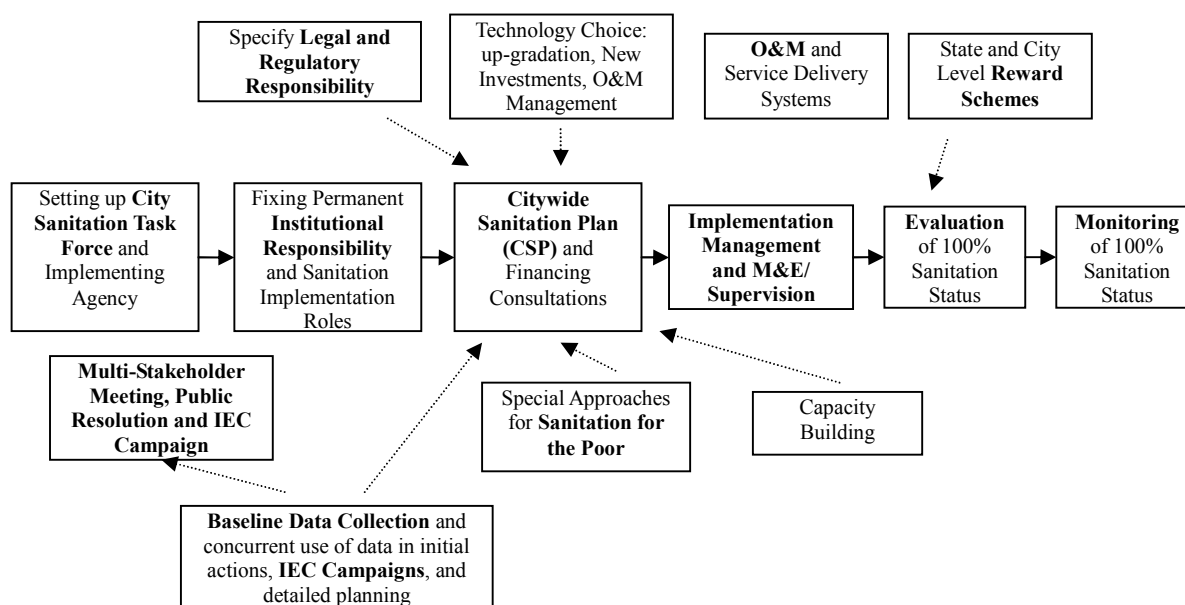 Specify Legal and
Regulatory
Responsibility
Technology Choice:
up-gradation, New
Investments, O&M
Management
O&M and
Service Delivery
Systems
State and City
Level Reward
Schemes
Setting up City
Sanitation Task
Force and
Implementing
Agency
Fixing Permanent
Institutional
Responsibility
and Sanitation
Implementation
Roles
Citywide
Sanitation Plan
(CSP) and
Financing
Consultations
Implementation
Management
and M&E/
Supervision
Evaluation
of 100%
Sanitation
Status
Monitoring
of 100%
Sanitation
Status
Multi-Stakeholder
Meeting, Public
Resolution and IEC
Campaign
Special Approaches
for Sanitation for
the Poor
Capacity
Building
Baseline Data Collection and
concurrent use of data in initial
actions, IEC Campaigns, and
detailed planning